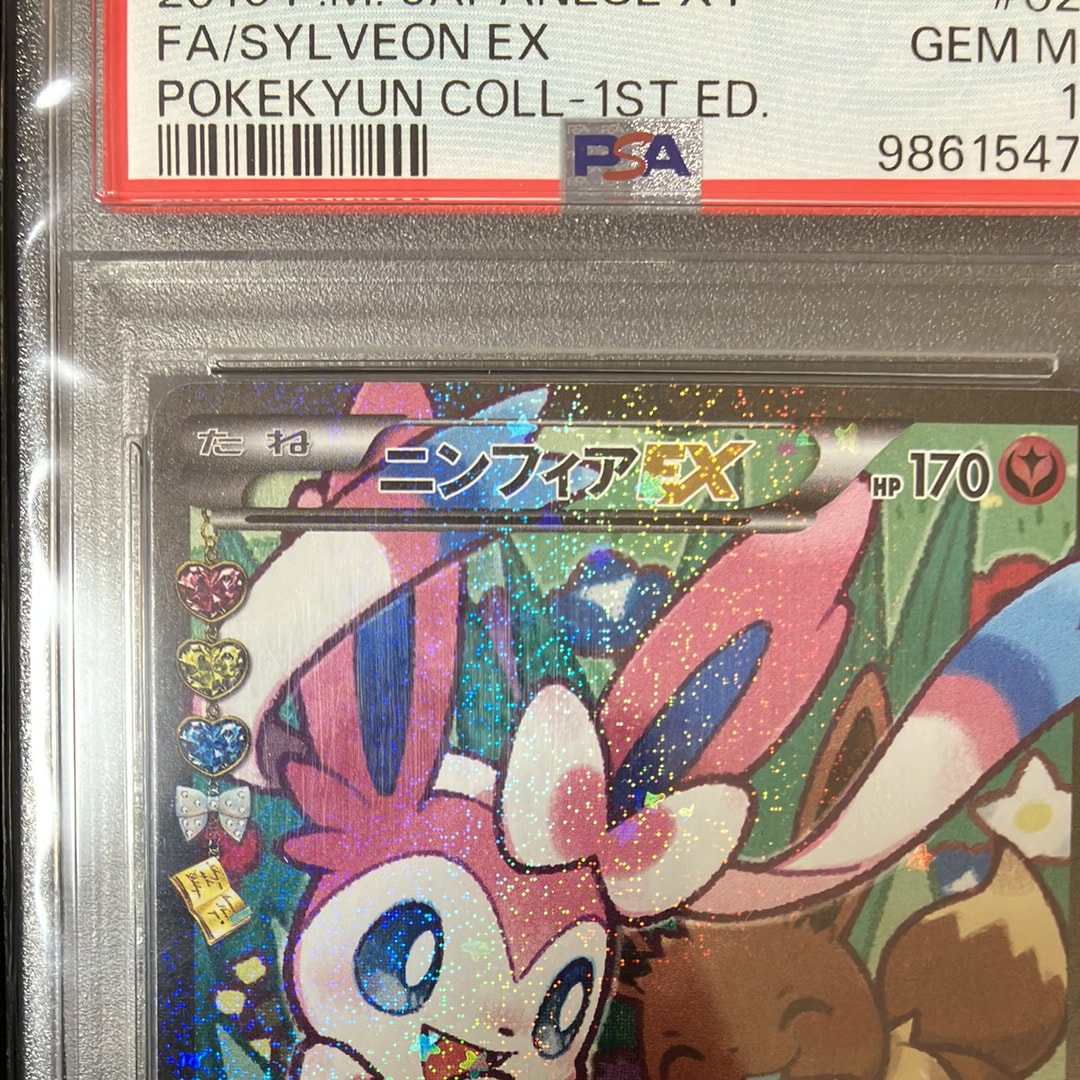 FA/SYLVEON EX
GEM M
POKEKYUN COLL-1ST ED.
1
PSA
9861547
たね
ニンフィアEX
HP 170